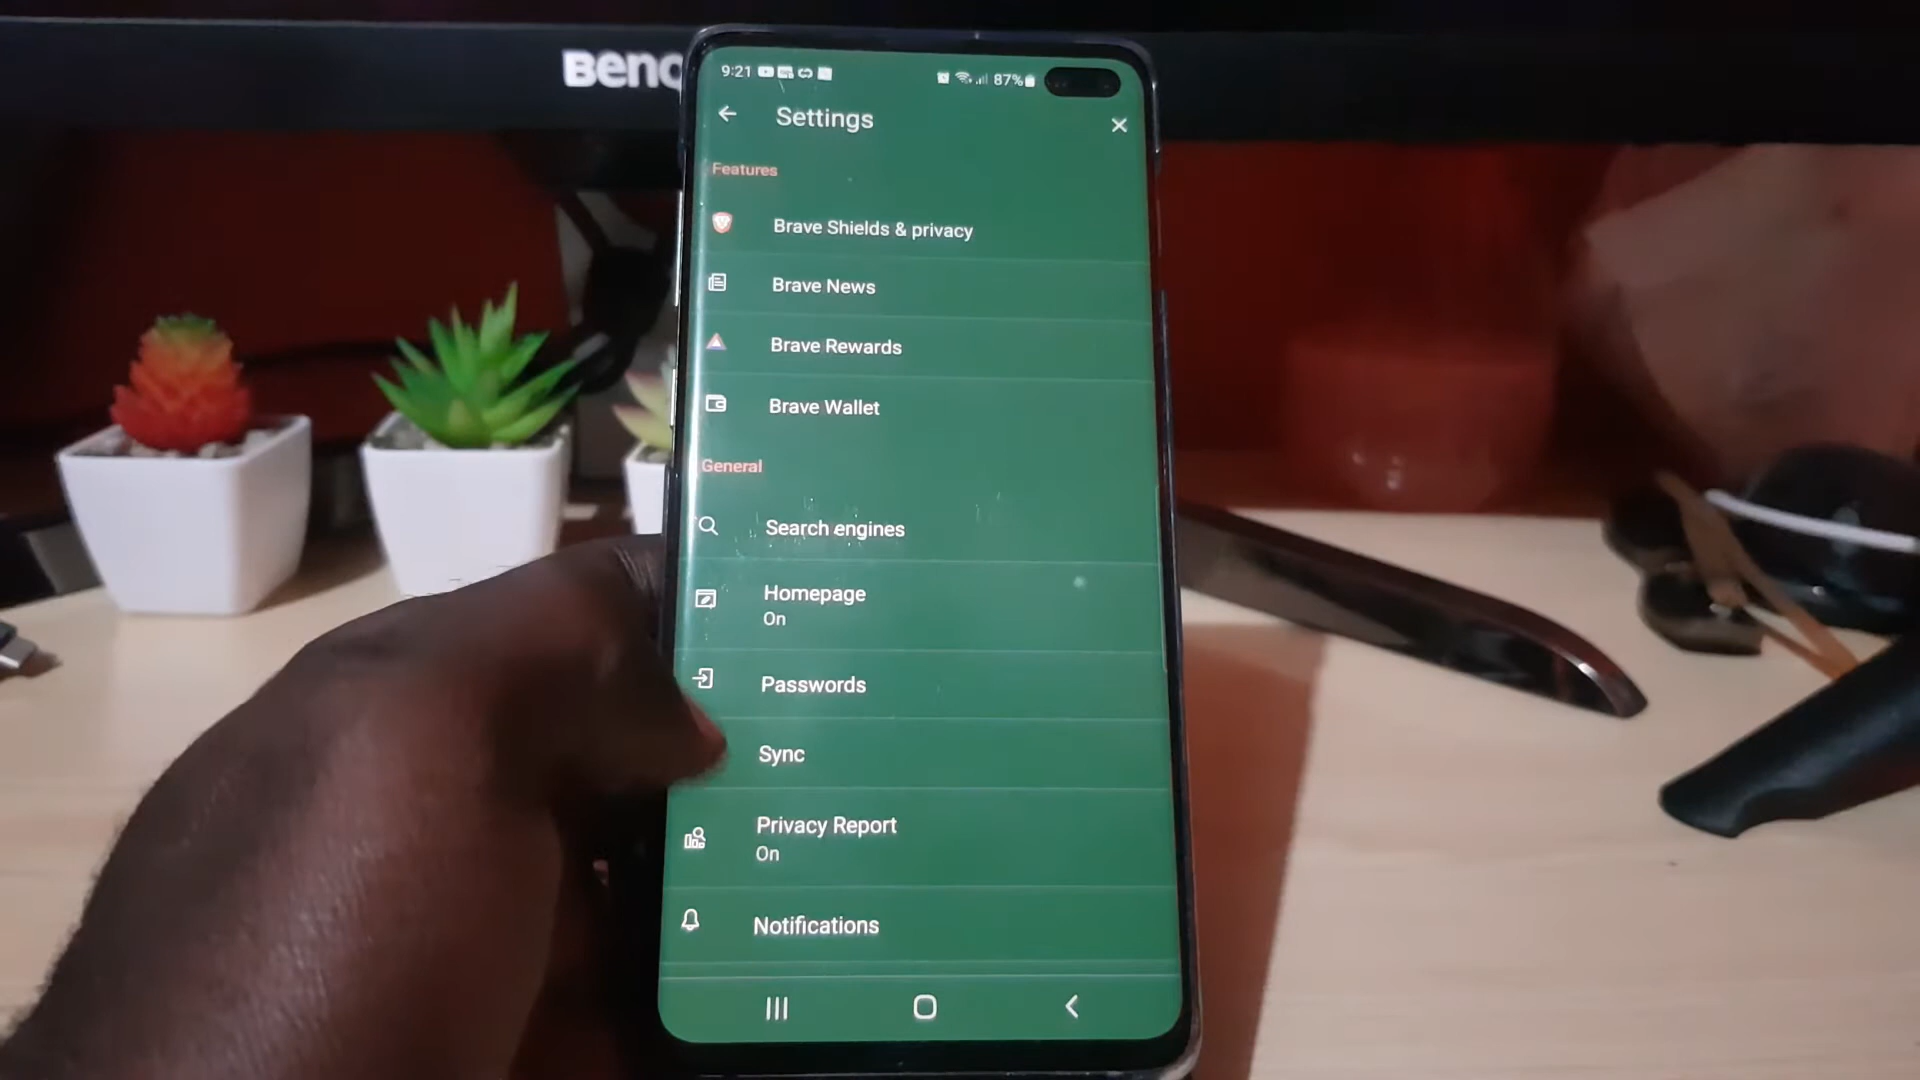 BenQ
9:21
87%
Settings
Features
Brave Shields & privacy
Brave News
Brave Rewards
Brave Wallet
General
Search engines
Homepage
On
Passwords
Sync
Privacy Report
On
Notifications